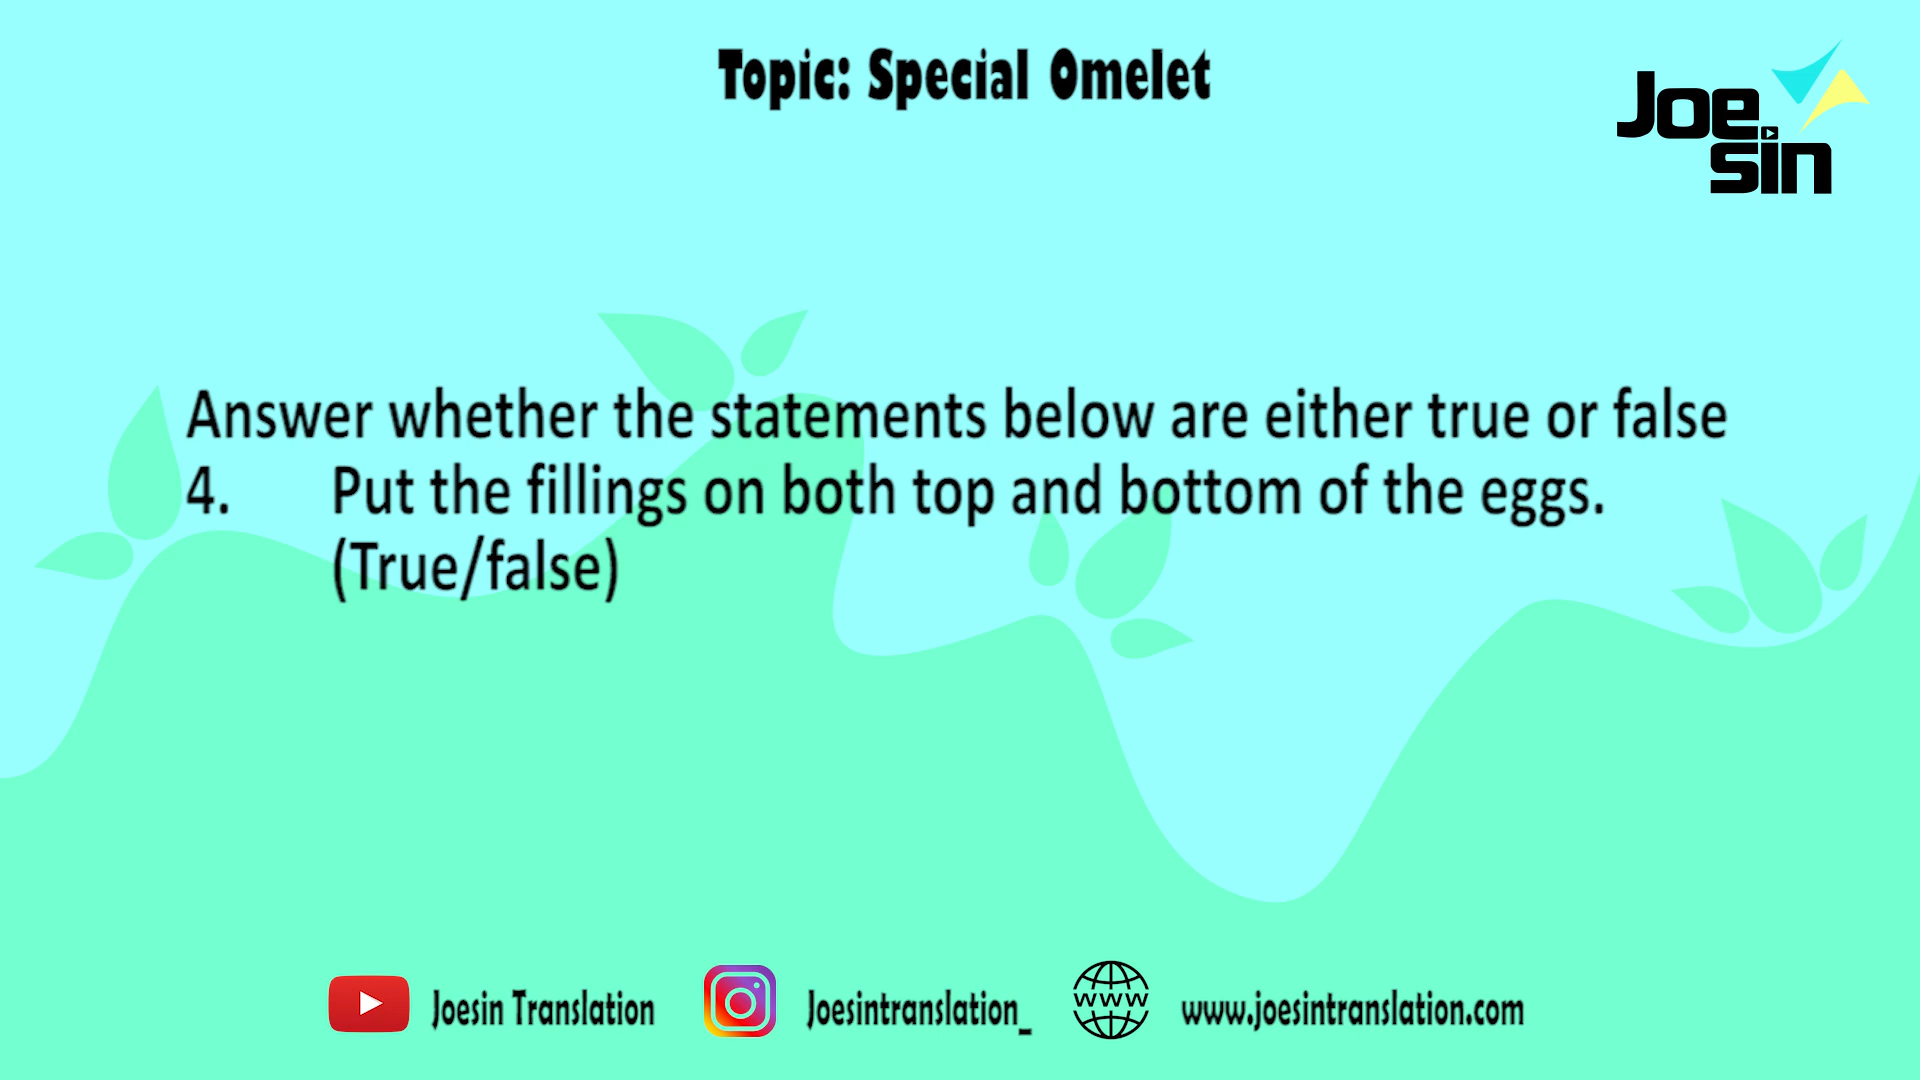 Topic: Special Omelet
Joe
sin
Answer whether the statements below are either true or false
4. Put the fillings on both top and bottom of the eggs.
(True/false)
Joesin Translation
Joesintranslation_
www
www.joesintranslation.com